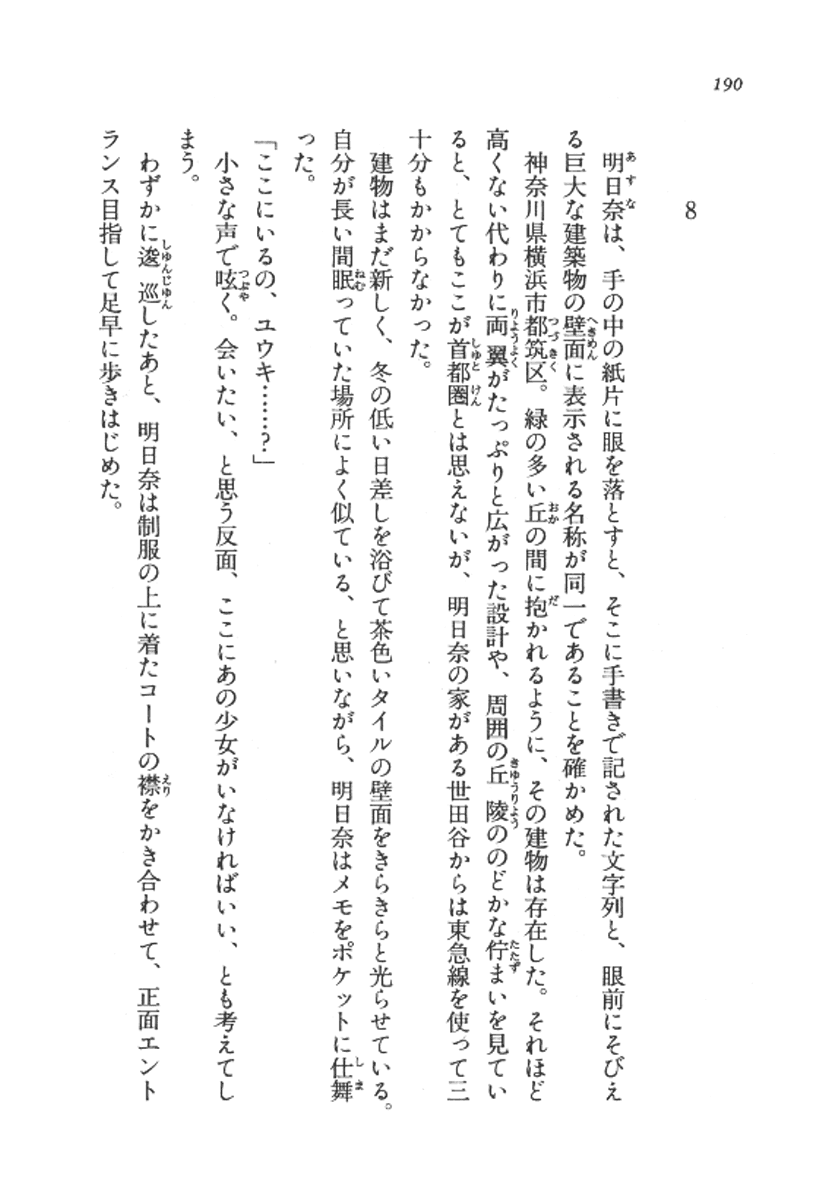 190
8
明日奈は、手の中の紙片に眼を落とすと、そこに手書きで記された文字列と、眼前にそびえ
る巨大な建築物の壁面に表示される名称が同一であることを確かめた。
神奈川県横浜市都筑区。緑の多い丘の間に抱かれるように、その建物は存在した。それほど
高くない代わりに両翼がたっぷりと広がった設計や、周囲の丘陵ののどかな佇まいを見てい
ると、とてもここが首都圏とは思えないが、明日奈の家がある世田谷からは東急線を使って三
十分もかからなかった。
建物はまだ新しく、冬の低い日差しを浴びて茶色いタイルの壁面をきらきらと光らせている。
自分が長い間眠っていた場所によく似ている、と思いながら、明日奈はメモをポケットに仕舞
った。
「ここにいるの、ユウキ……?」
小さな声で呟く。会いたい、と思う反面、ここにあの少女がいなければいい、とも考えてし
まう。
わずかに逡巡したあと、明日奈は制服の上に着たコートの襟をかき合わせて、正面エント
ランス目指して足早に歩きはじめた。